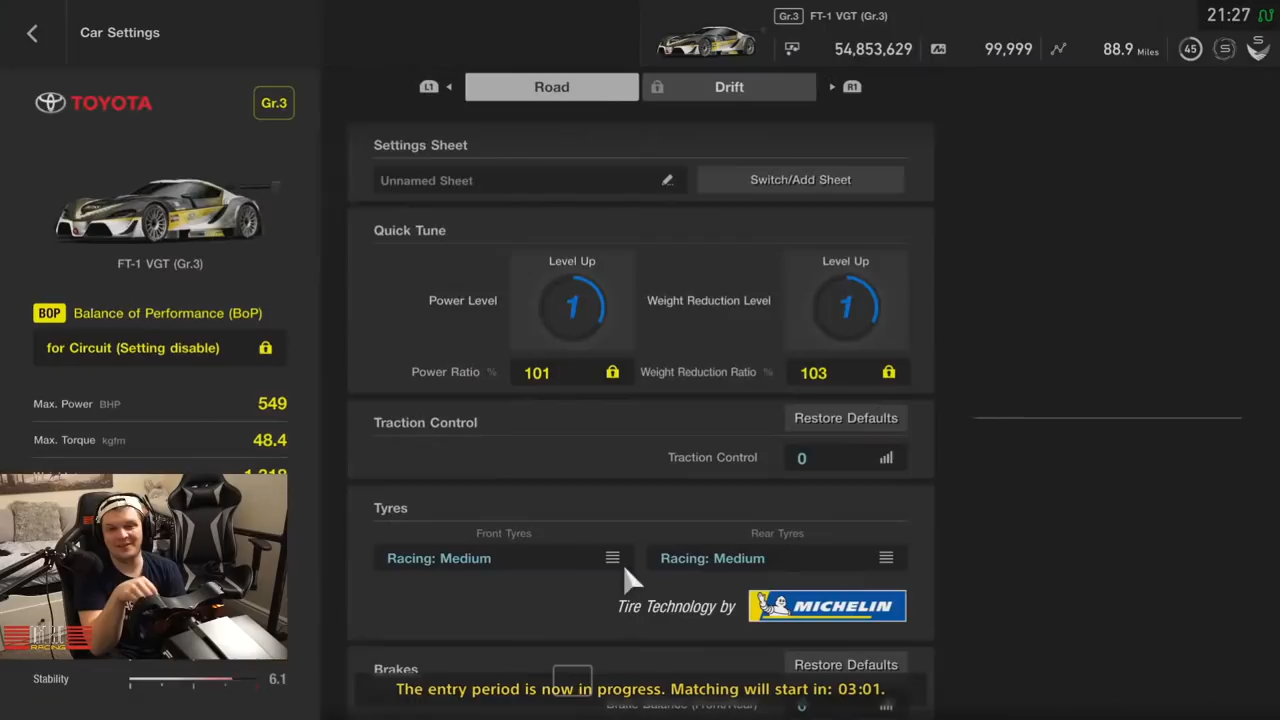 Car Settings
Gr.3 FT-1 VGT (Gr.3)
21:27
54,853,629 99,999 88.9 Miles 45 S S
L1 Road Drift R1
TOYOTA Gr.3
FT-1 VGT (Gr.3)
BOP Balance of Performance (BoP)
for Circuit (Setting disable)
Max. Power BHP 549
Max. Torque kgfm 48.4
Stability 6.1
Settings Sheet
Unnamed Sheet Switch/Add Sheet
Quick Tune
Level Up Level Up
Power Level 1 Weight Reduction Level 1
Power Ratio % 101 Weight Reduction Ratio % 103
Traction Control Restore Defaults
Traction Control 0
Tyres
Front Tyres Rear Tyres
Racing: Medium Racing: Medium
Tire Technology by MICHELIN
Brakes Restore Defaults
The entry period is now in progress. Matching will start in: 03:01.
Brake Balance (Front/Rear) 0
RACING